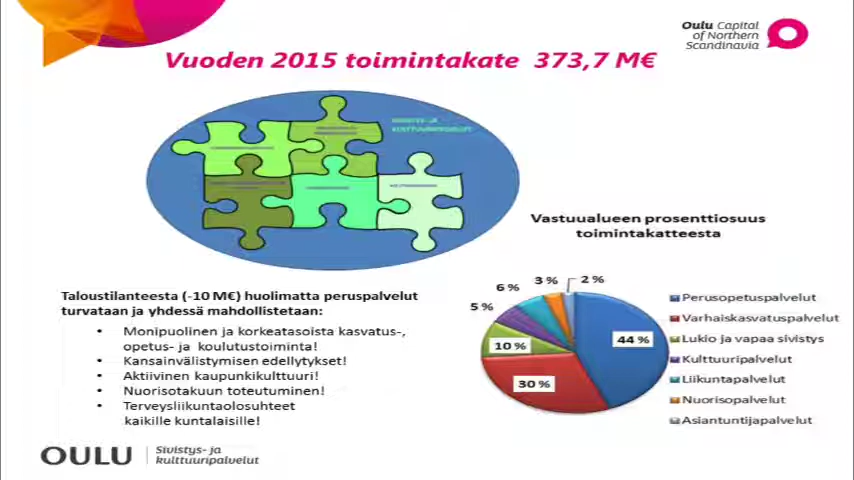 Oulu Capital
of Northern
Scandinavia
Vuoden 2015 toimintakate 373,7 M€
Vastuualueen prosenttiosuus
toimintakatteesta
Taloustilanteesta (-10 M€) huolimatta peruspalvelut
turvataan ja yhdessä mahdollistetaan:
• Monipuolinen ja korkeatasoista kasvatus-,
opetus- ja koulutustoiminta!
• Kansainvälistymisen edellytykset!
• Aktiivinen kaupunkikulttuuri!
• Nuorisotakuun toteutuminen!
• Terveysliikuntaolosuhteet
kaikille kuntalaisille!
44 %
30 %
10 %
5 %
6 %
3 %
2 %
Perusopetuspalvelut
Varhaiskasvatuspalvelut
Lukio ja vapaa sivistys
Kulttuuripalvelut
Liikuntapalvelut
Nuorisopalvelut
Asiantuntijapalvelut
OULU
Sivistys- ja
kulttuuripalvelut